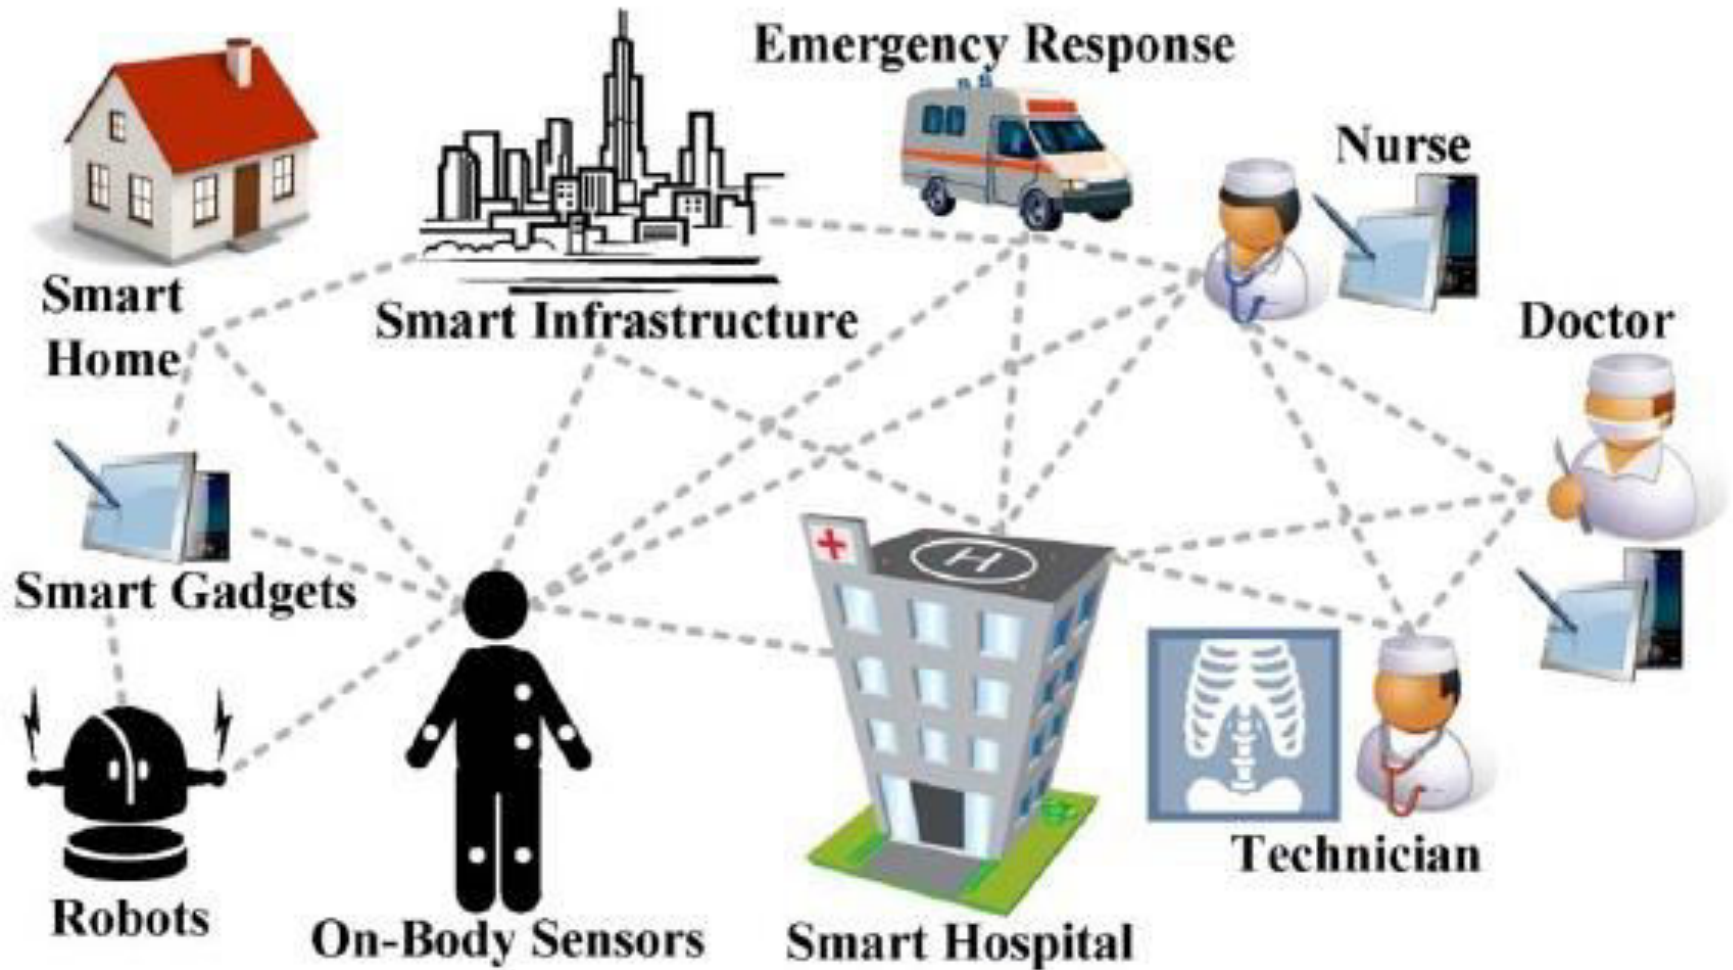 Emergency Response
Nurse
Smart
Home
Smart Infrastructure
Doctor
Smart Gadgets
H
Technician
Robots
On-Body Sensors
Smart Hospital